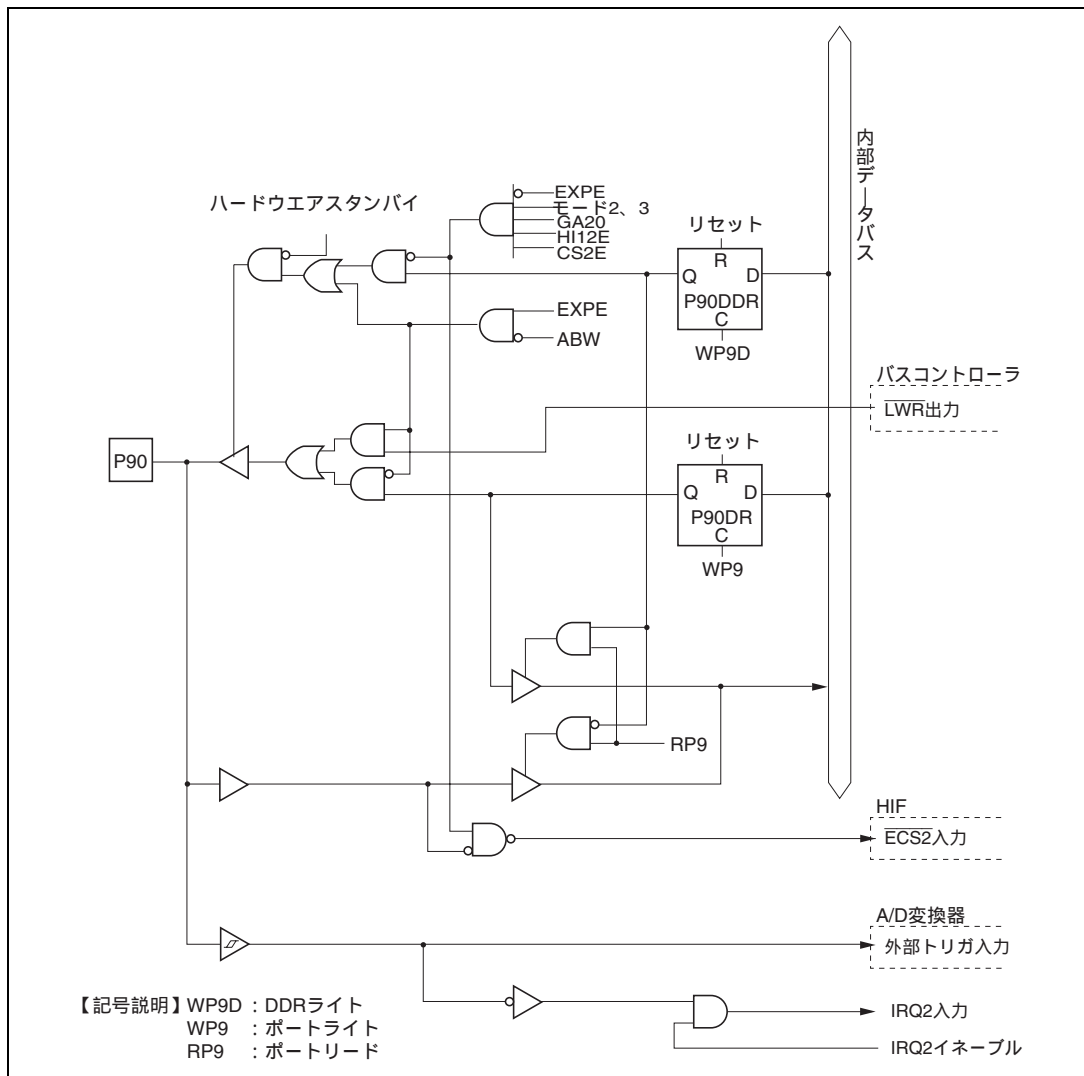 内部データバス
ハードウエアスタンバイ
EXPE
モード2、3
GA20
HI12E
CS2E
リセット
R
Q
D
P90DDR
C
WP9D
EXPE
ABW
バスコントローラ
LWR出力
P90
リセット
R
Q
D
P90DR
C
WP9
RP9
HIF
ECS2入力
A/D変換器
外部トリガ入力
IRQ2入力
IRQ2イネーブル
【記号説明】WP9D : DDRライト
WP9 : ポートライト
RP9 : ポートリード